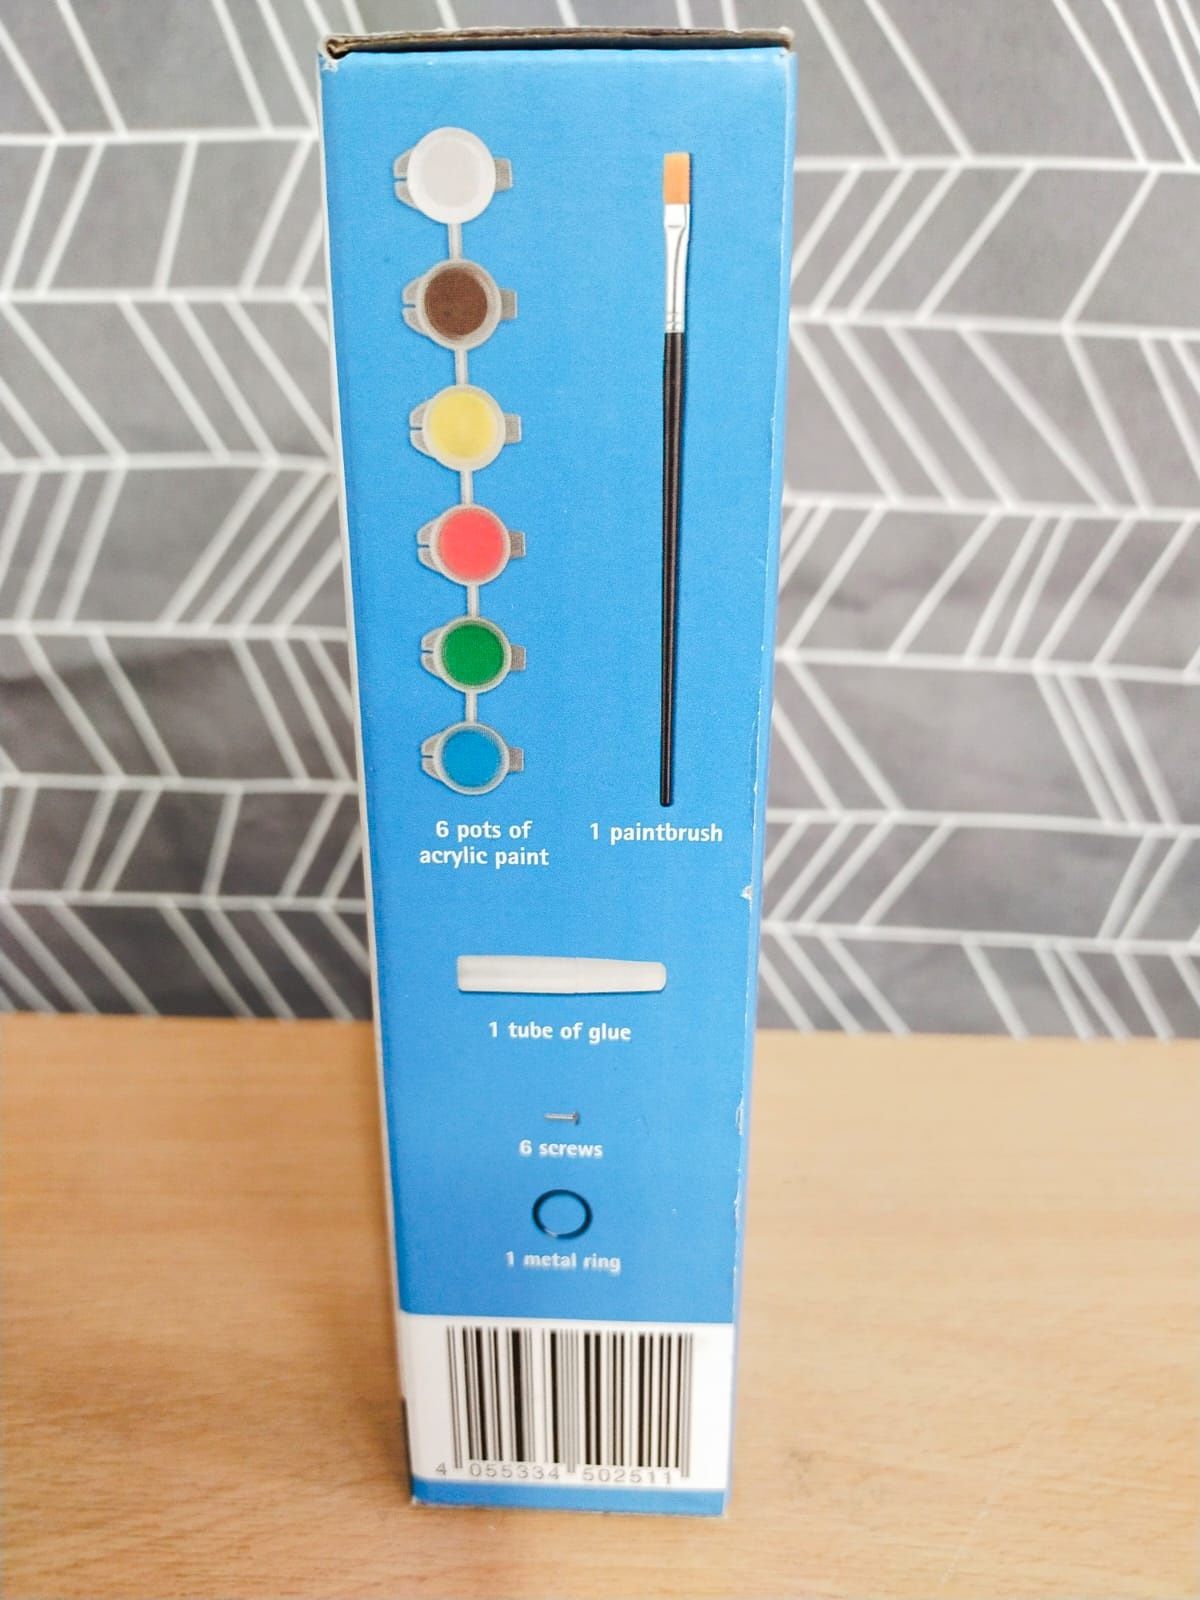 6 pots of
acrylic paint
1 paintbrush
1 tube of glue
6 screws
1 metal ring
4 055334 502511